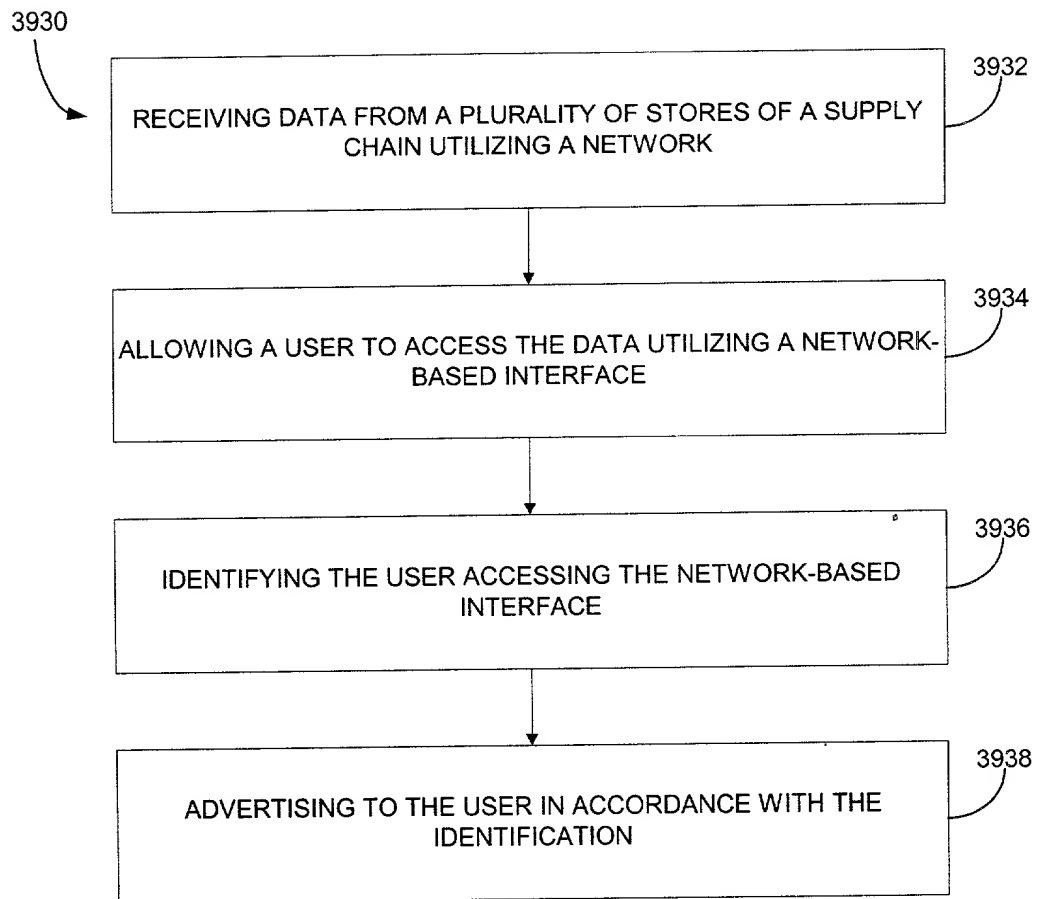 3930
3932
RECEIVING DATA FROM A PLURALITY OF STORES OF A SUPPLY
CHAIN UTILIZING A NETWORK
3934
ALLOWING A USER TO ACCESS THE DATA UTILIZING A NETWORK-
BASED INTERFACE
3936
IDENTIFYING THE USER ACCESSING THE NETWORK-BASED
INTERFACE
3938
ADVERTISING TO THE USER IN ACCORDANCE WITH THE
IDENTIFICATION